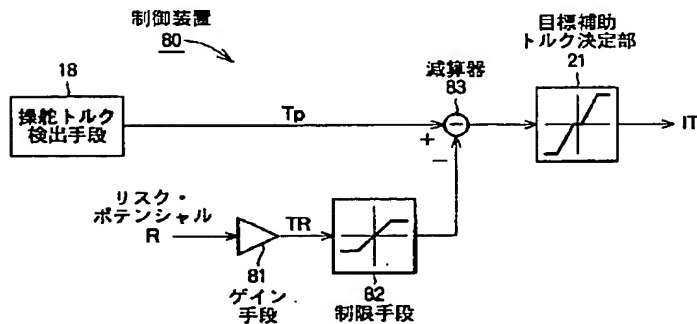 制御装置
80
18
操舵トルク
検出手段
Tp
減算器
83
+
−
目標補助
トルク決定部
21
IT
リスク・
ポテンシャル
R
81
ゲイン
手段
TR
82
制限手段